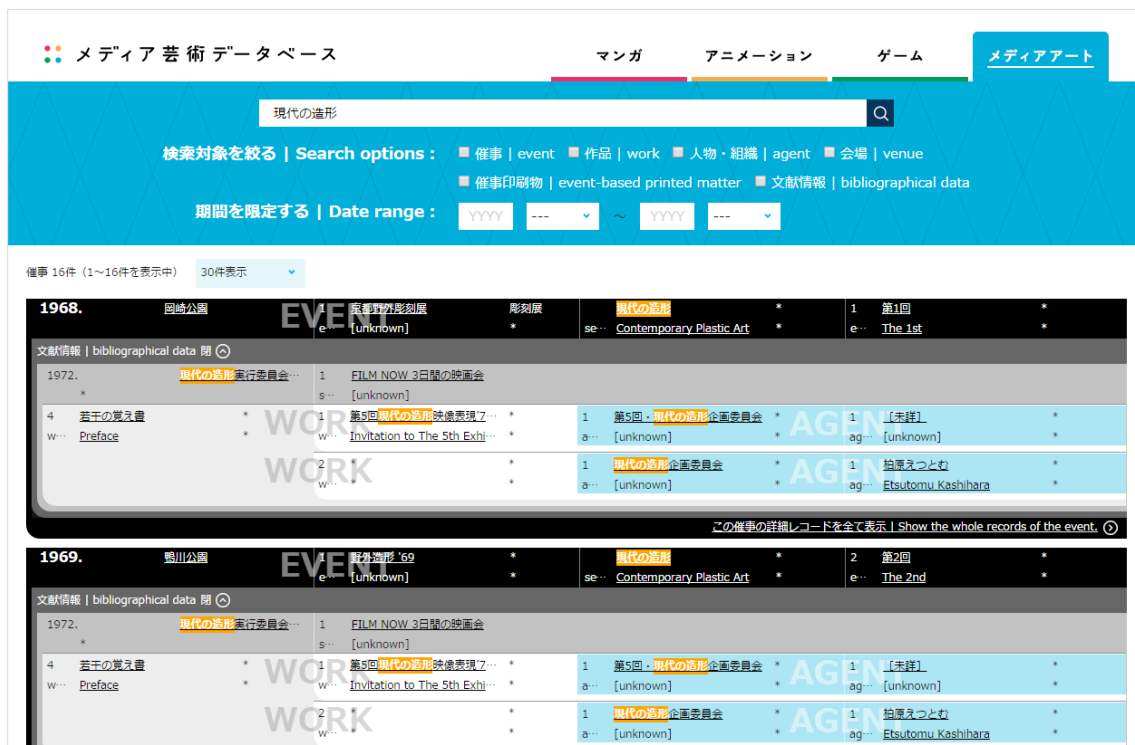 メディア芸術データベース
マンガ アニメーション ゲーム メディアアート
現代の造形
検索対象を絞る | Search options : 催事 | event 作品 | work 人物・組織 | agent 会場 | venue
催事印刷物 | event-based printed matter 文献情報 | bibliographical data
期間を限定する | Date range : YYYY --- ～ YYYY ---
催事 16件（1～16件を表示中） 30件表示
1968. 岡崎公園 EVENT 1 京都野外彫刻展 彫刻展 現代の造形 * 1 第1回 *
e… [unknown] * se… Contemporary Plastic Art * e… The 1st *
文献情報 | bibliographical data 閉
1972. 現代の造形実行委員会… 1 FILM NOW 3日間の映画会
* s… [unknown]
4 若干の覚え書 * WORK 1 第5回現代の造形映像表現'7… * 1 第5回・現代の造形企画委員会 * AGENT 1 ［未詳］ *
w… Preface * w… Invitation to The 5th Exhi… * a… [unknown] * ag… [unknown] *
WORK 2 * * 1 現代の造形企画委員会 * AGENT 1 柏原えつとむ *
w… * * a… [unknown] * ag… Etsutomu Kashihara *
この催事の詳細レコードを全て表示 | Show the whole records of the event.
1969. 鴨川公園 EVENT 1 野外造形 '69 * 現代の造形 * 2 第2回 *
e… [unknown] * se… Contemporary Plastic Art * e… The 2nd *
文献情報 | bibliographical data 閉
1972. 現代の造形実行委員会… 1 FILM NOW 3日間の映画会
* s… [unknown]
4 若干の覚え書 * WORK 1 第5回現代の造形映像表現'7… * 1 第5回・現代の造形企画委員会 * AGENT 1 ［未詳］ *
w… Preface * w… Invitation to The 5th Exhi… * a… [unknown] * ag… [unknown] *
WORK 2 * * 1 現代の造形企画委員会 * AGENT 1 柏原えつとむ *
w… * * a… [unknown] * ag… Etsutomu Kashihara *